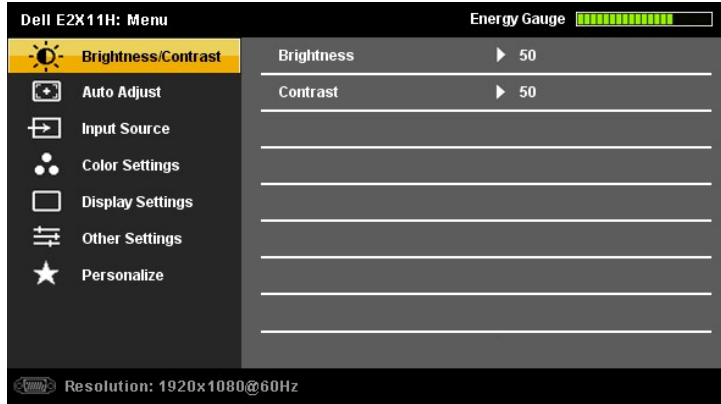 Dell E2X11H: Menu Energy Gauge
Brightness/Contrast Brightness 50
Auto Adjust Contrast 50
Input Source
Color Settings
Display Settings
Other Settings
Personalize
Resolution: 1920x1080@60Hz